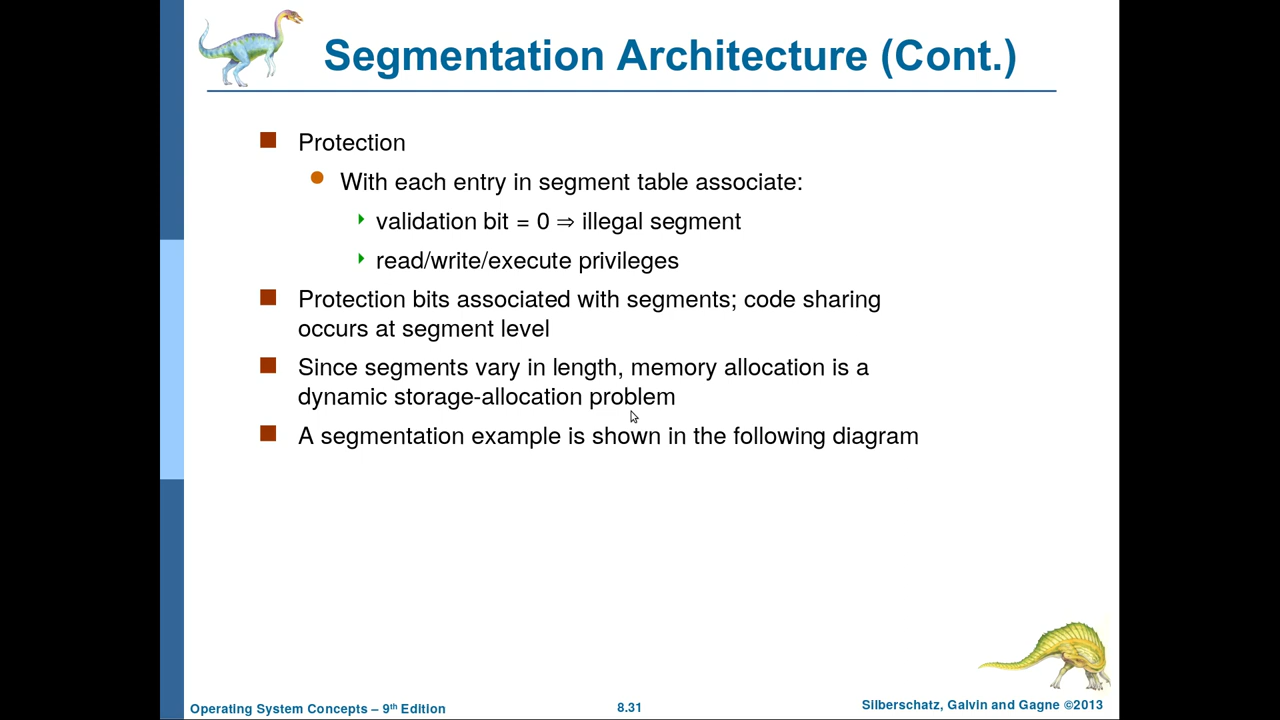 Segmentation Architecture (Cont.)
Protection
With each entry in segment table associate:
validation bit = 0 ⇒ illegal segment
read/write/execute privileges
Protection bits associated with segments; code sharing
occurs at segment level
Since segments vary in length, memory allocation is a
dynamic storage-allocation problem
A segmentation example is shown in the following diagram
Operating System Concepts – 9th Edition
8.31
Silberschatz, Galvin and Gagne ©2013